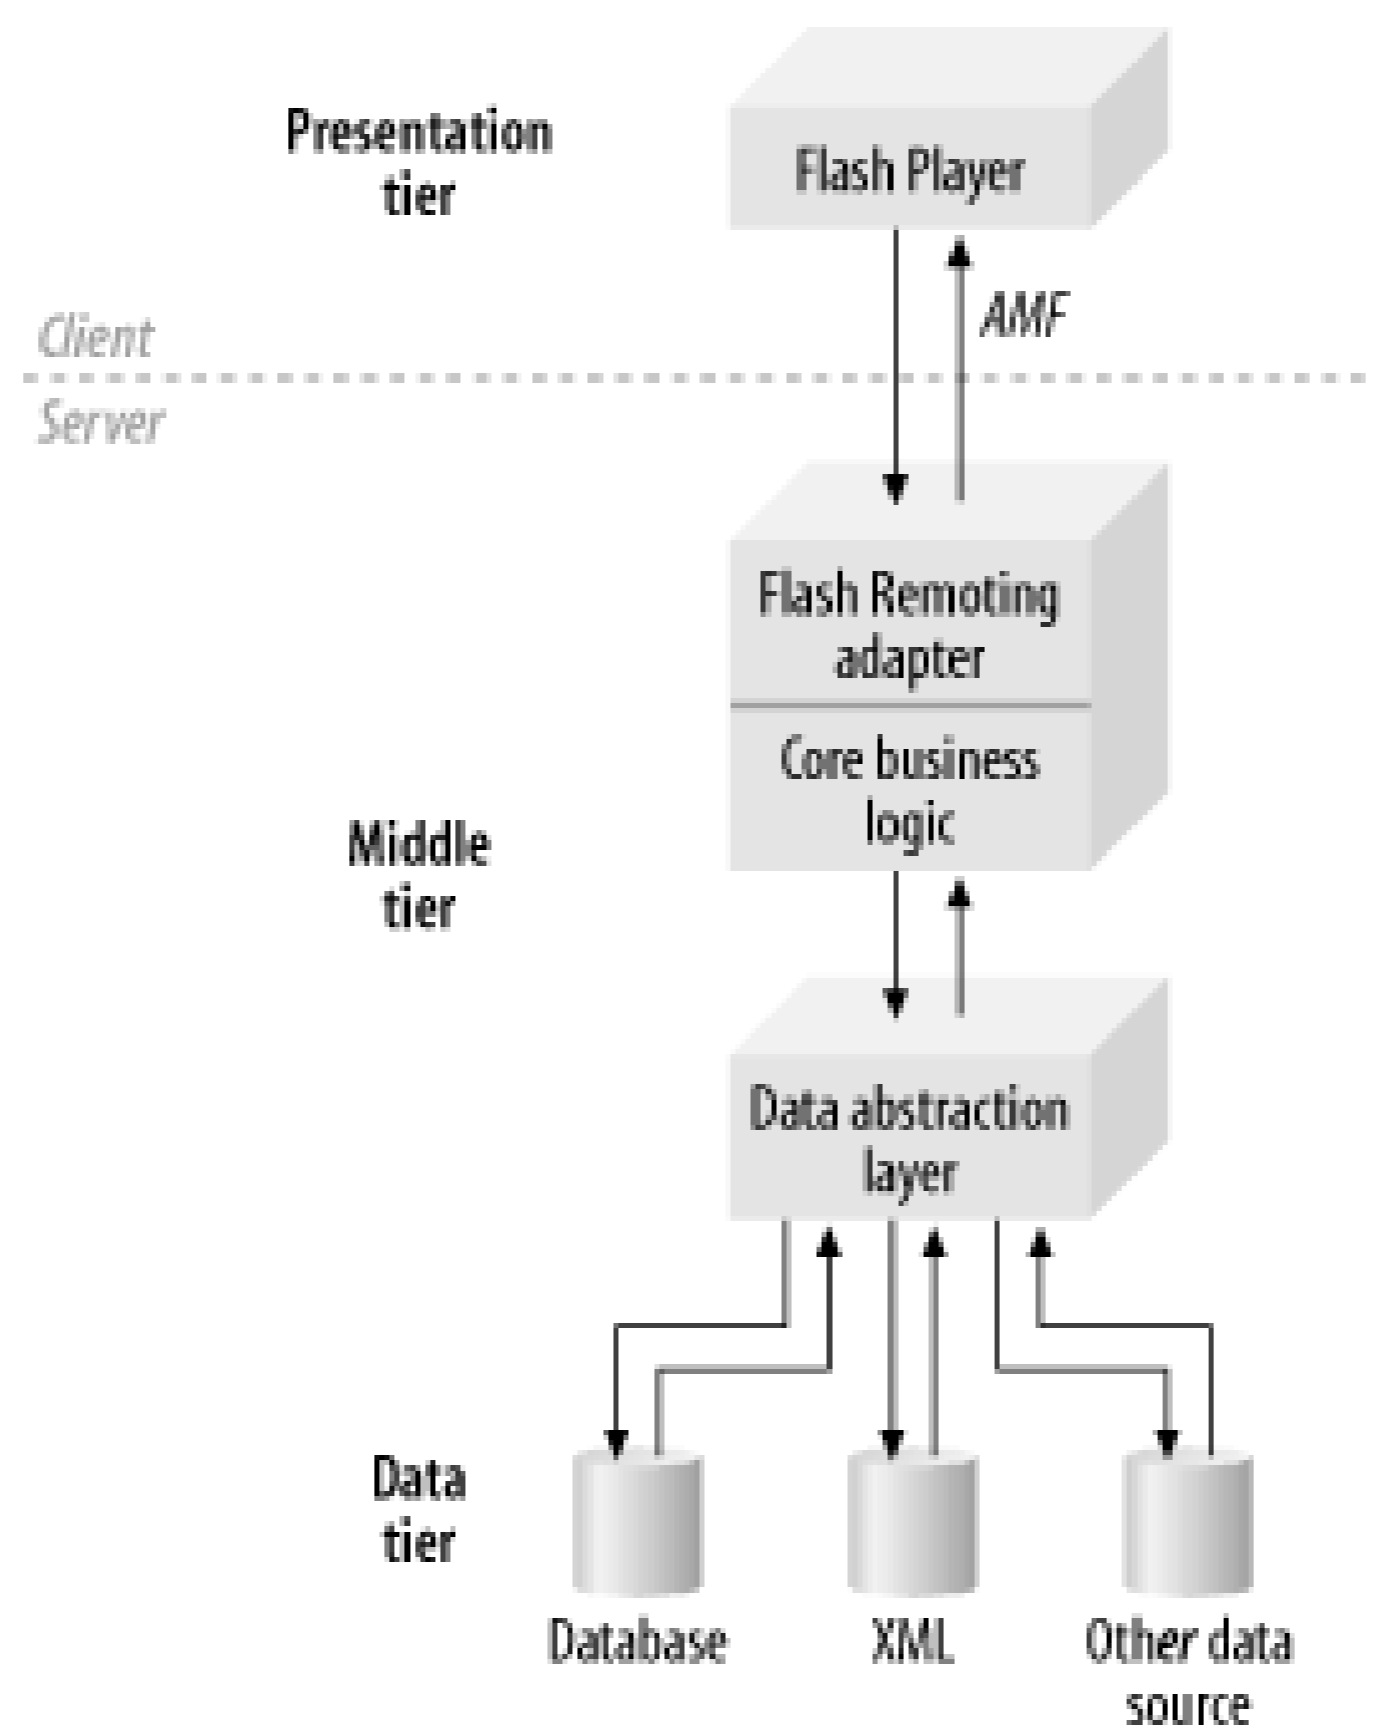 Presentation
tier
Flash Player
AMF
Client
Server
Flash Remoting
adapter
Core business
logic
Middle
tier
Data abstraction
layer
Data
tier
Database
XML
Other data
source